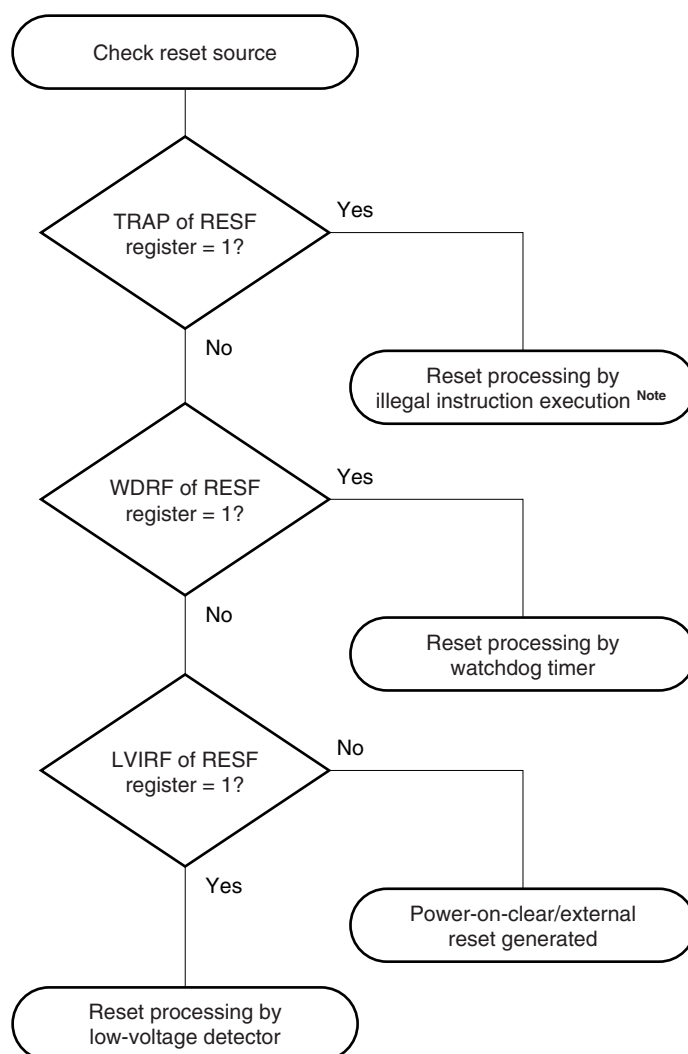 Check reset source
TRAP of RESF
register = 1?
Yes
No
Reset processing by
illegal instruction execution Note
WDRF of RESF
register = 1?
Yes
No
Reset processing by
watchdog timer
LVIRF of RESF
register = 1?
No
Yes
Power-on-clear/external
reset generated
Reset processing by
low-voltage detector